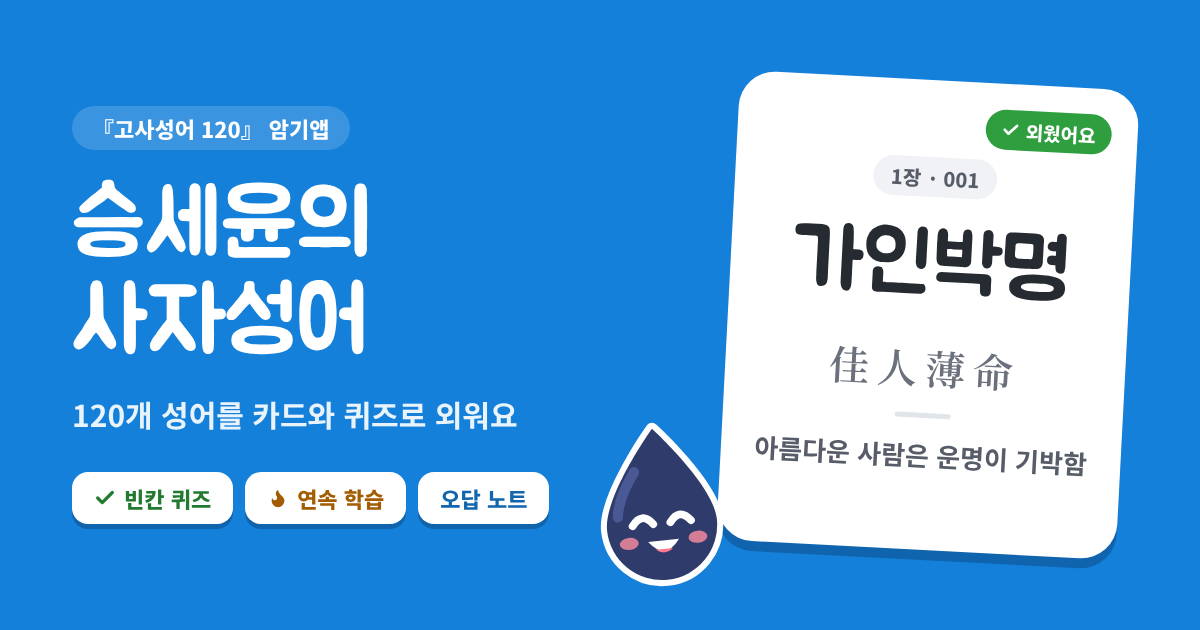 『고사성어 120』 암기앱
승세윤의
사자성어
120개 성어를 카드와 퀴즈로 외워요
빈칸 퀴즈
연속 학습
오답 노트
외웠어요
1장 · 001
가인박명
佳人薄命
아름다운 사람은 운명이 기박함